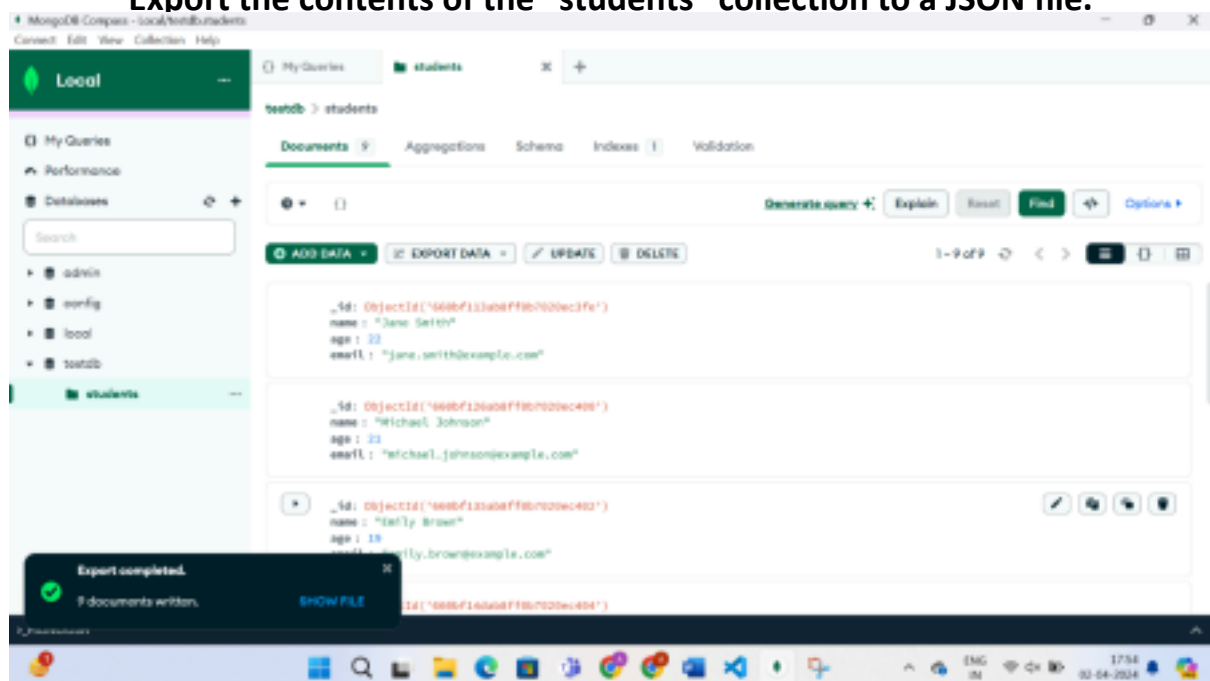 Export the contents of the "students" collection to a JSON file.
MongoDB Compass - Local/testdb.students
Connect Edit View Collection Help
Local
My Queries
students
+
testdb > students
My Queries
Performance
Databases
Search
admin
config
local
testdb
students
Documents 9 Aggregations Schema Indexes 1 Validation
Generate query Explain Reset Find Options
ADD DATA EXPORT DATA UPDATE DELETE
1-9 of 9
name : "Jane Smith"
age : 22
email : "jane.smith@example.com"
name : "Michael Johnson"
age : 21
email : "michael.johnson@example.com"
name : "Emily Brown"
age : 19
ily.brown@example.com"
Export completed.
9 documents written.
SHOW FILE
ENG
IN
17:54
02-04-2024